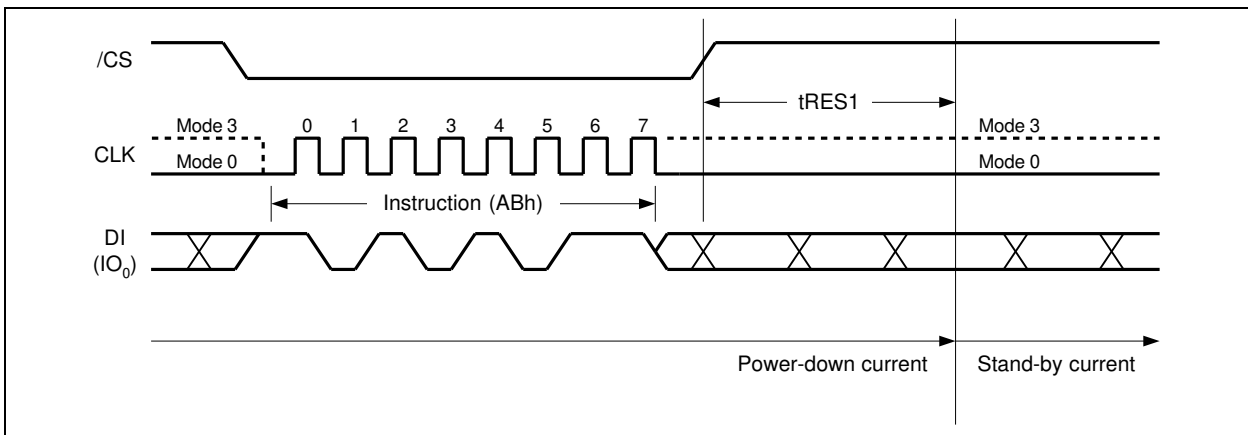 /CS
tRES1
Mode 3 0 1 2 3 4 5 6 7 Mode 3
CLK
Mode 0 Mode 0
Instruction (ABh)
DI
(IO₀)
Power-down current Stand-by current